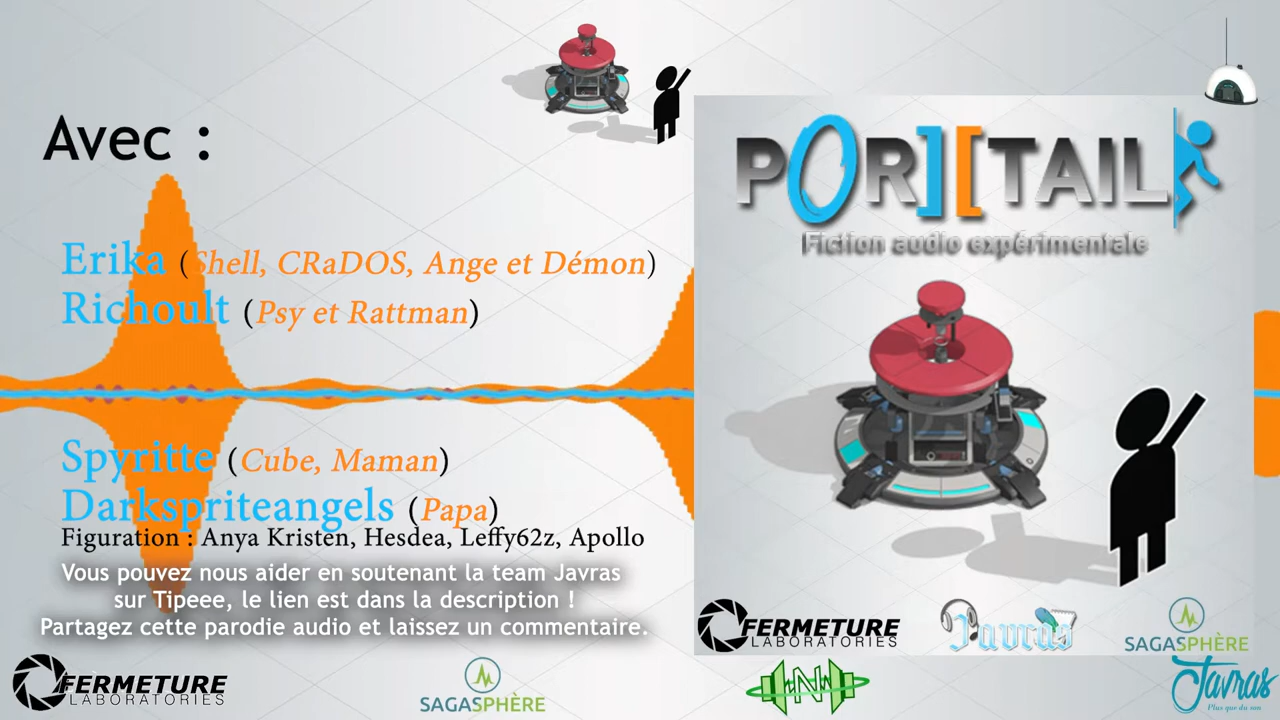 Avec :
Erika (Shell, CRaDOS, Ange et Démon)
Richoult (Psy et Rattman)
Spyritte (Cube, Maman)
Darkspriteangels (Papa)
Figuration : Anya Kristen, Hesdea, Leffy62z, Apollo
Vous pouvez nous aider en soutenant la team Javras
sur Tipeee, le lien est dans la description !
Partagez cette parodie audio et laissez un commentaire.
POR][TAIL
Fiction audio expérimentale
FERMETURE
LABORATORIES
Javras
SAGASPHÈRE
FERMETURE
LABORATORIES
SAGASPHÈRE
N
Javras
Plus que du son